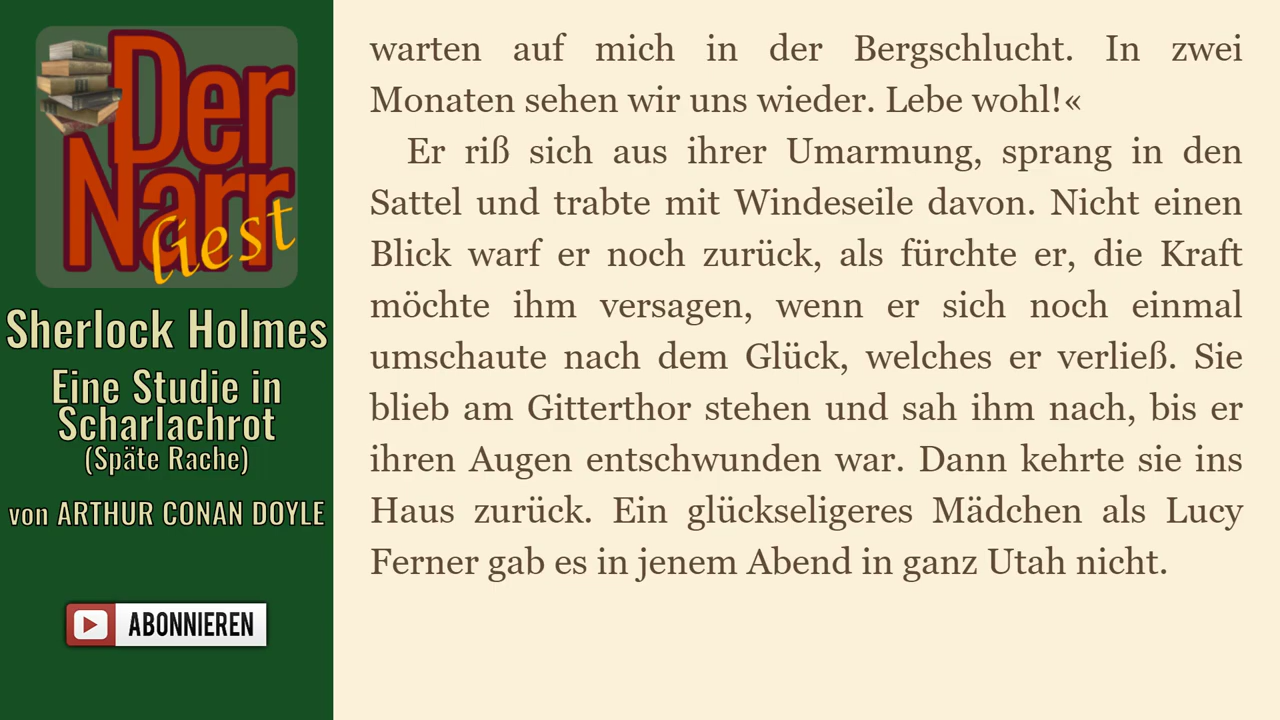 Der
Narr
liest
Sherlock Holmes
Eine Studie in
Scharlachrot
(Späte Rache)
von ARTHUR CONAN DOYLE
ABONNIEREN
warten auf mich in der Bergschlucht. In zwei
Monaten sehen wir uns wieder. Lebe wohl!«
Er riß sich aus ihrer Umarmung, sprang in den
Sattel und trabte mit Windeseile davon. Nicht einen
Blick warf er noch zurück, als fürchte er, die Kraft
möchte ihm versagen, wenn er sich noch einmal
umschaute nach dem Glück, welches er verließ. Sie
blieb am Gitterthor stehen und sah ihm nach, bis er
ihren Augen entschwunden war. Dann kehrte sie ins
Haus zurück. Ein glückseligeres Mädchen als Lucy
Ferner gab es in jenem Abend in ganz Utah nicht.